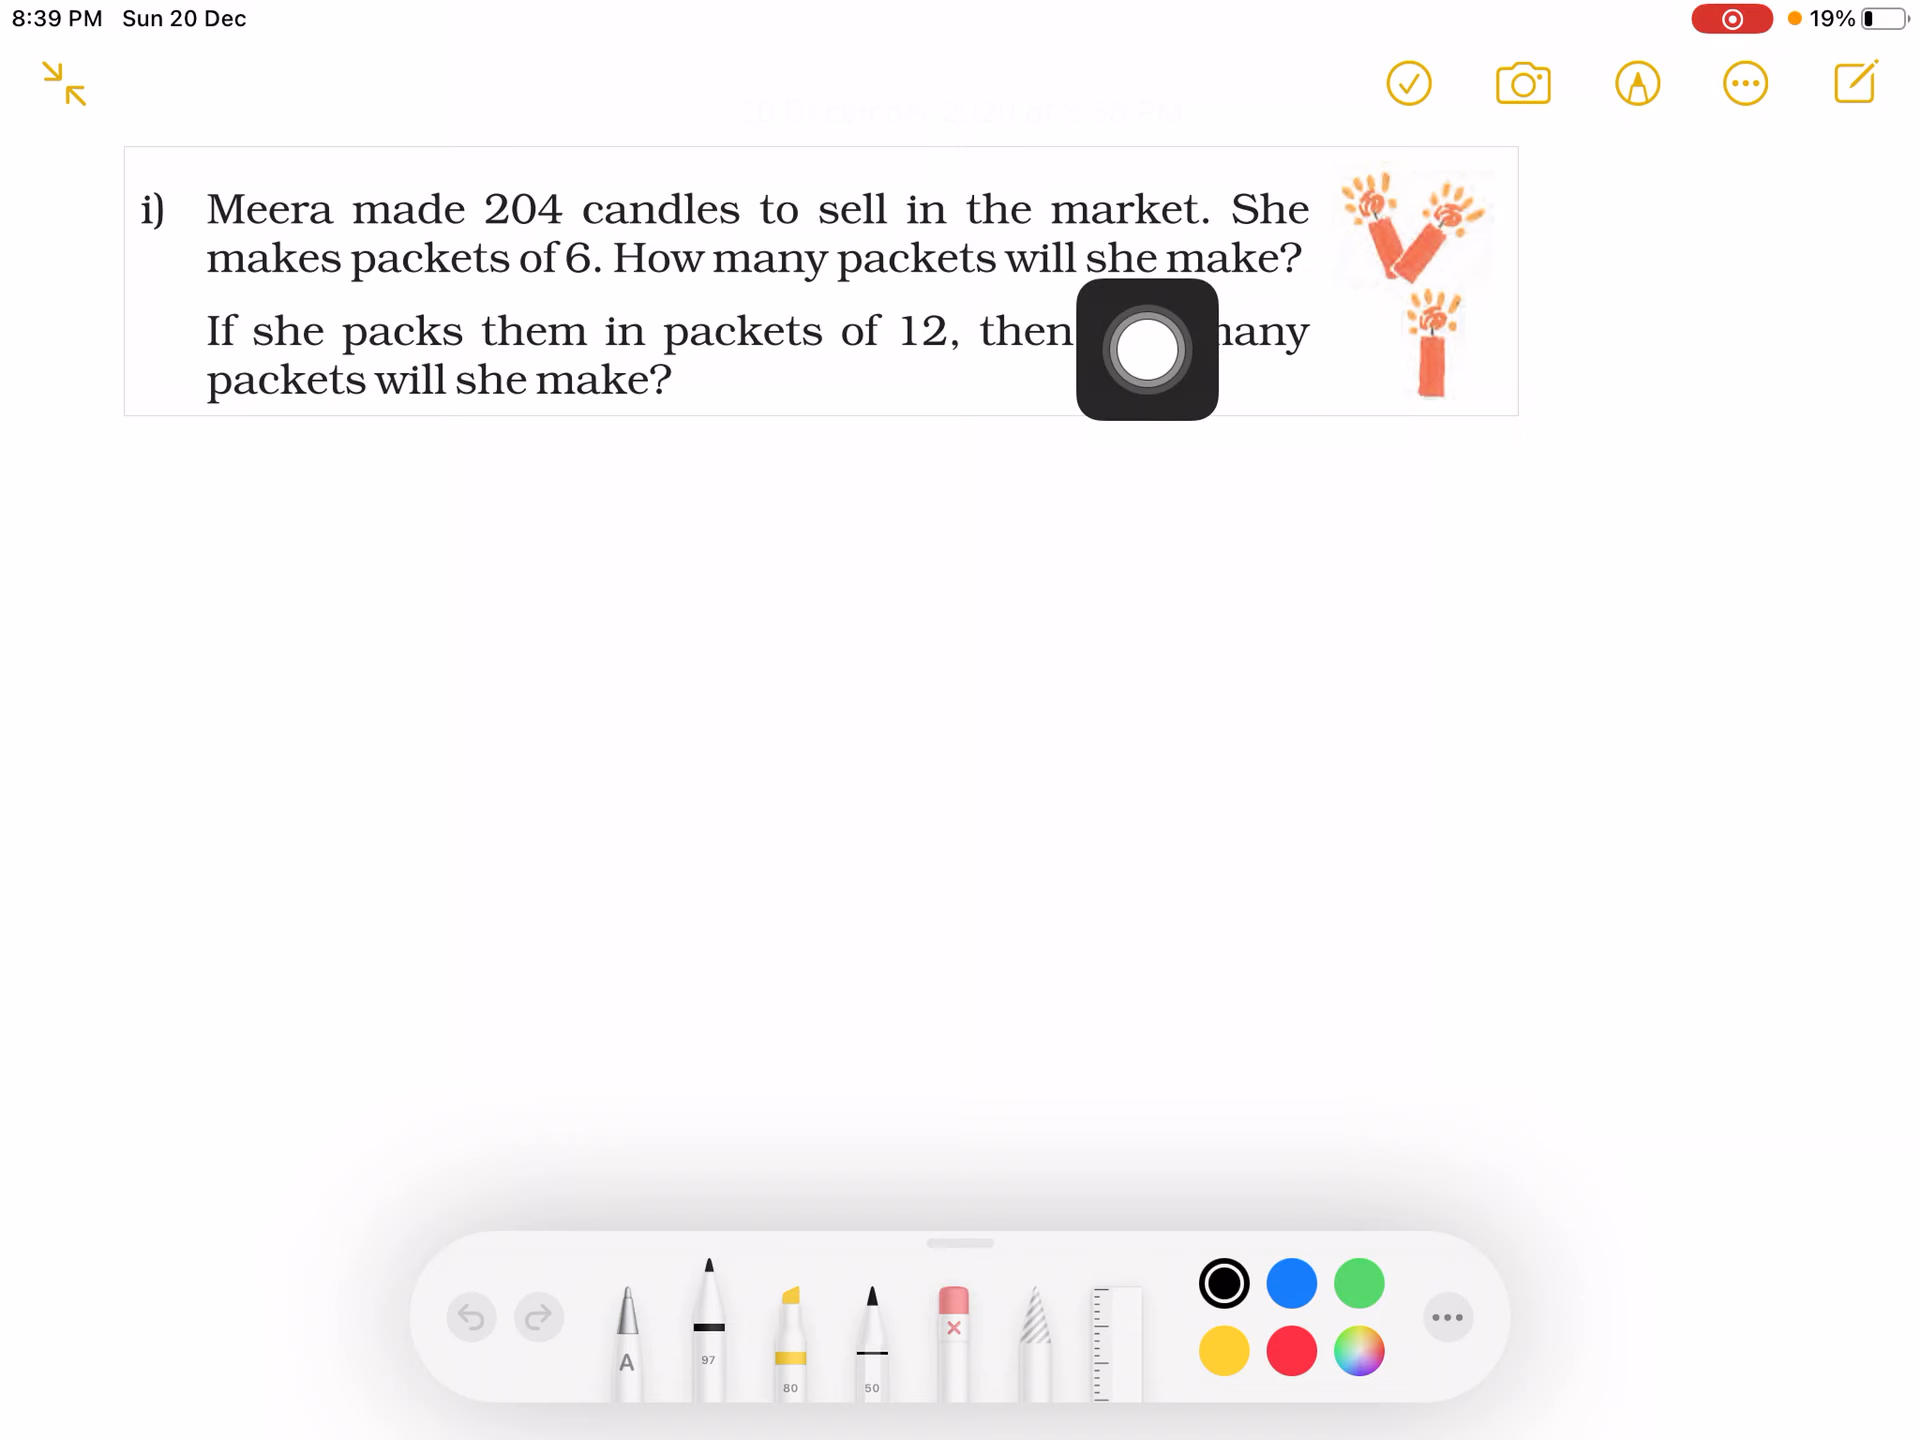 8:39 PM Sun 20 Dec
19%
i) Meera made 204 candles to sell in the market. She
makes packets of 6. How many packets will she make?
If she packs them in packets of 12, then
packets will she make?
A
97
80
50